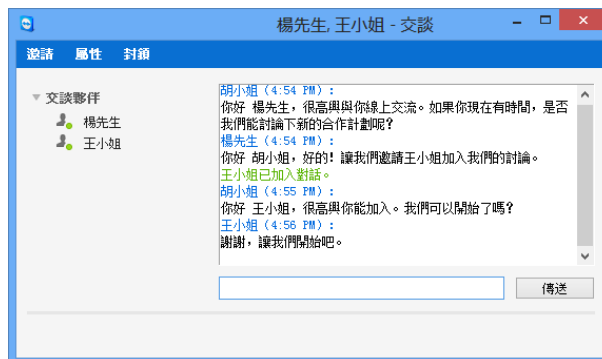 楊先生, 王小姐 - 交談
邀請 屬性 封鎖
交談夥伴
楊先生
王小姐
胡小姐 (4:54 PM) :
你好 楊先生，很高興與你線上交流。如果你現在有時間，是否
我們能討論下新的合作計劃呢?
楊先生 (4:54 PM) :
你好 胡小姐，好的! 讓我們邀請王小姐加入我們的討論。
王小姐已加入對話。
胡小姐 (4:55 PM) :
你好 王小姐，很高興你能加入。我們可以開始了嗎?
王小姐 (4:56 PM) :
謝謝，讓我們開始吧。
傳送